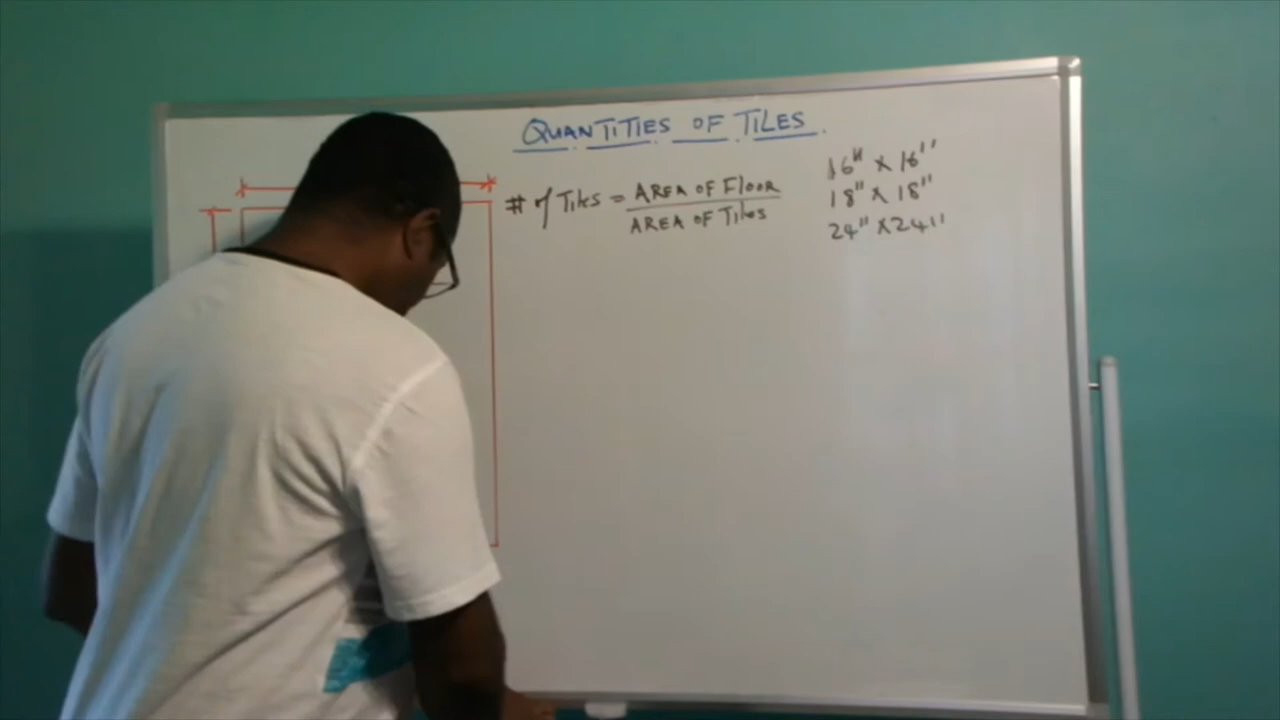 QUANTITIES OF TILES.
# of Tiles = AREA OF FlooR
AREA OF Tiles
16" x 16"
18" x 18"
24" x 24"